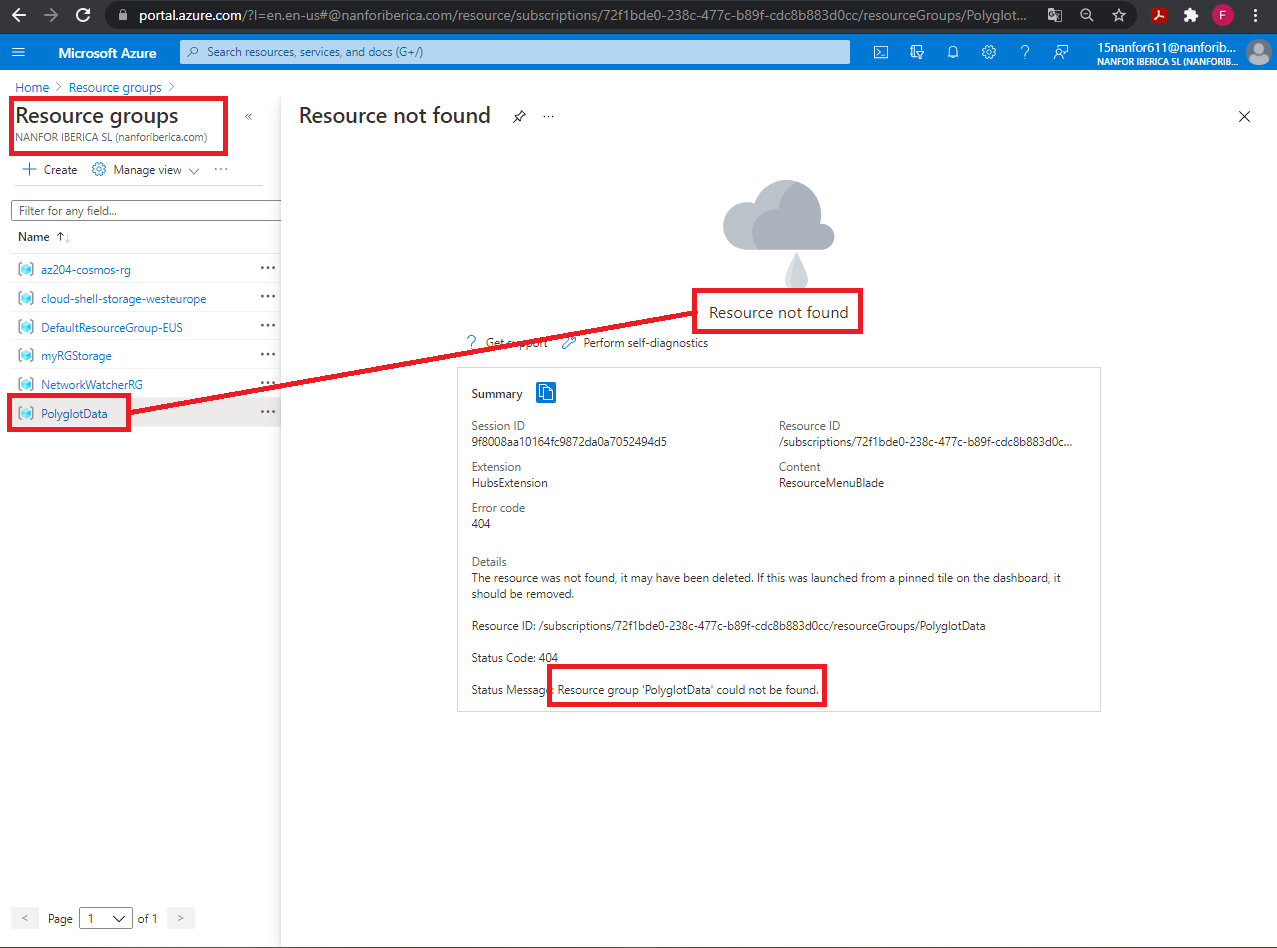 portal.azure.com/?l=en.en-us#@nanforiberica.com/resource/subscriptions/72f1bde0-238c-477c-b89f-cdc8b883d0cc/resourceGroups/Polyglot...
F
Microsoft Azure
Search resources, services, and docs (G+/)
15nanfor611@nanforib...
NANFOR IBERICA SL (NANFORIB...
Home > Resource groups >
Resource groups
NANFOR IBERICA SL (nanforiberica.com)
«
Resource not found
...
+ Create
Manage view
...
Filter for any field...
Name ↑↓
az204-cosmos-rg
cloud-shell-storage-westeurope
DefaultResourceGroup-EUS
myRGStorage
NetworkWatcherRG
PolyglotData
Resource not found
Get support
Perform self-diagnostics
Summary
Session ID
9f8008aa10164fc9872da0a7052494d5
Resource ID
/subscriptions/72f1bde0-238c-477c-b89f-cdc8b883d0c...
Extension
HubsExtension
Content
ResourceMenuBlade
Error code
404
Details
The resource was not found, it may have been deleted. If this was launched from a pinned tile on the dashboard, it
should be removed.
Resource ID: /subscriptions/72f1bde0-238c-477c-b89f-cdc8b883d0cc/resourceGroups/PolyglotData
Status Code: 404
Status Message: Resource group 'PolyglotData' could not be found.
< Page 1 of 1 >